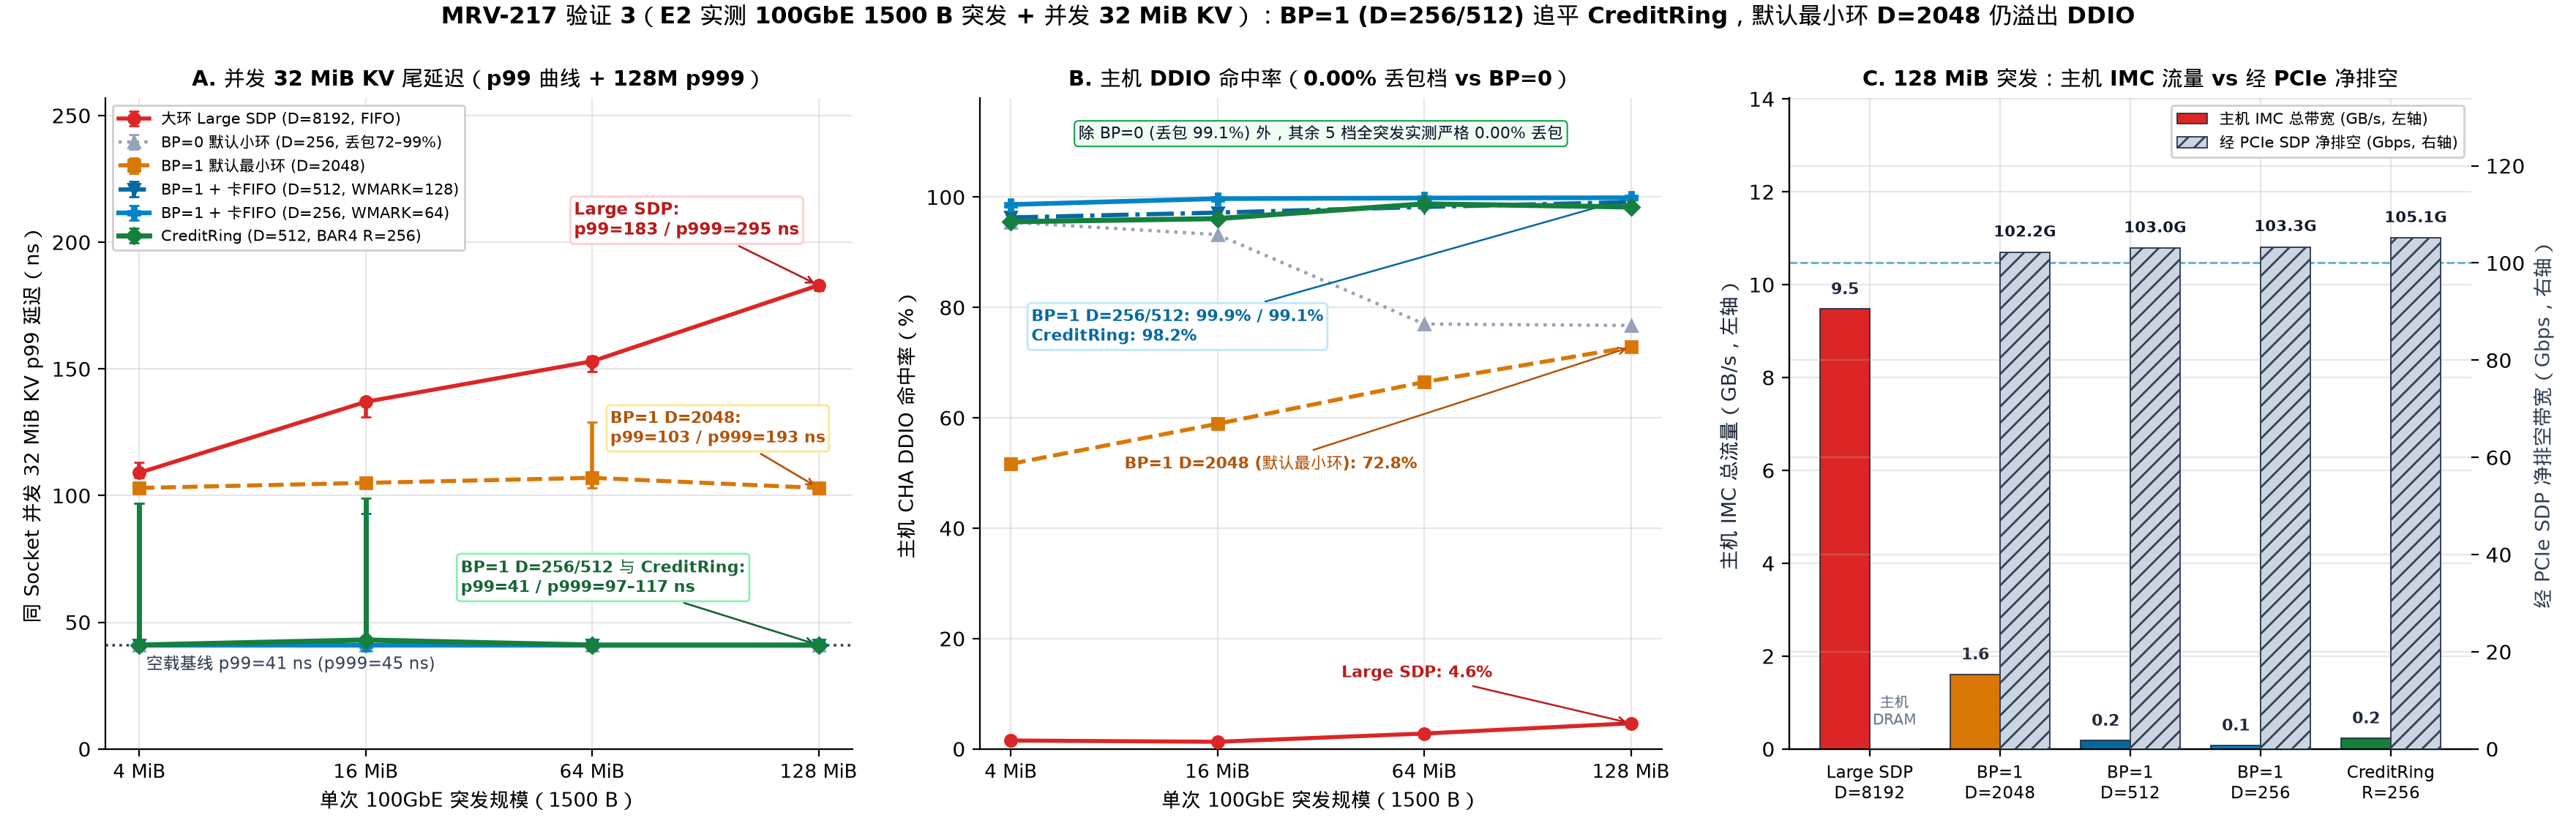 MRV-217 验证 3（E2 实测 100GbE 1500 B 突发 + 并发 32 MiB KV）：BP=1 (D=256/512) 追平 CreditRing，默认最小环 D=2048 仍溢出 DDIO
A. 并发 32 MiB KV 尾延迟（p99 曲线 + 128M p999）
同 Socket 并发 32 MiB KV p99 延迟（ns）
250
200
150
100
50
0
大环 Large SDP (D=8192, FIFO)
BP=0 默认小环 (D=256, 丢包72–99%)
BP=1 默认最小环 (D=2048)
BP=1 + 卡FIFO (D=512, WMARK=128)
BP=1 + 卡FIFO (D=256, WMARK=64)
CreditRing (D=512, BAR4 R=256)
Large SDP:
p99=183 / p999=295 ns
BP=1 D=2048:
p99=103 / p999=193 ns
BP=1 D=256/512 与 CreditRing:
p99=41 / p999=97–117 ns
空载基线 p99=41 ns (p999=45 ns)
4 MiB
16 MiB
64 MiB
128 MiB
单次 100GbE 突发规模（1500 B）
B. 主机 DDIO 命中率（0.00% 丢包档 vs BP=0）
主机 CHA DDIO 命中率（%）
100
80
60
40
20
0
除 BP=0 (丢包 99.1%) 外，其余 5 档全突发实测严格 0.00% 丢包
BP=1 D=256/512: 99.9% / 99.1%
CreditRing: 98.2%
BP=1 D=2048 (默认最小环): 72.8%
Large SDP: 4.6%
4 MiB
16 MiB
64 MiB
128 MiB
单次 100GbE 突发规模（1500 B）
C. 128 MiB 突发：主机 IMC 流量 vs 经 PCIe 净排空
主机 IMC 总流量（GB/s，左轴）
14
12
10
8
6
4
2
0
主机 IMC 总带宽 (GB/s, 左轴)
经 PCIe SDP 净排空 (Gbps, 右轴)
9.5
主机
DRAM
1.6
102.2G
0.2
103.0G
0.1
103.3G
0.2
105.1G
120
100
80
60
40
20
0
经 PCIe SDP 净排空带宽（Gbps，右轴）
Large SDP
D=8192
BP=1
D=2048
BP=1
D=512
BP=1
D=256
CreditRing
R=256